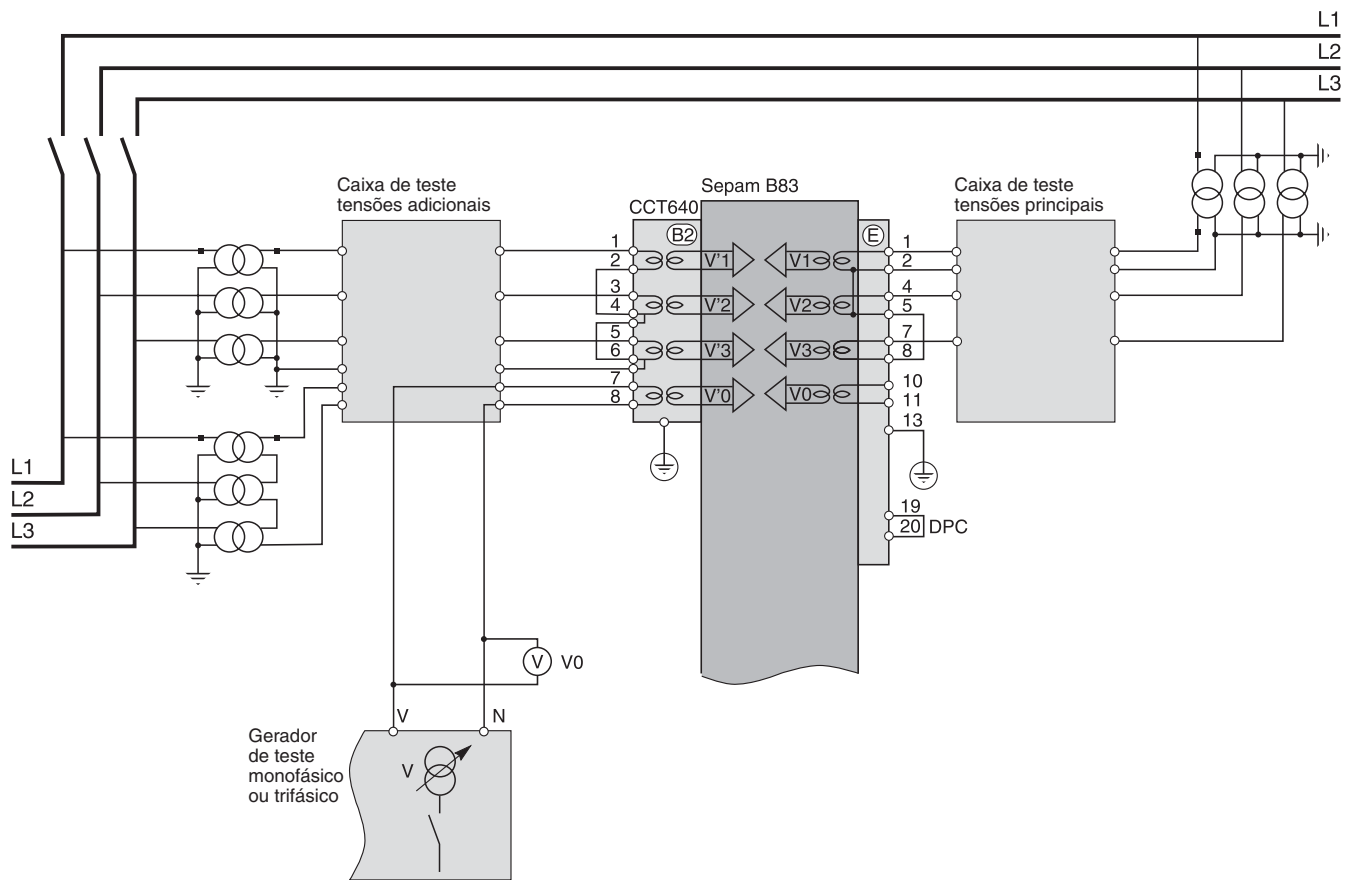 L1
L2
L3
Caixa de teste
tensões adicionais
Sepam B83
Caixa de teste
tensões principais
CCT640
B2
E
1
2
3
4
5
6
7
8
V'1
V'2
V'3
V'0
V1
V2
V3
V0
1
2
4
5
7
8
10
11
13
19
20
DPC
L1
L2
L3
V
V0
V
N
Gerador
de teste
monofásico
ou trifásico
V